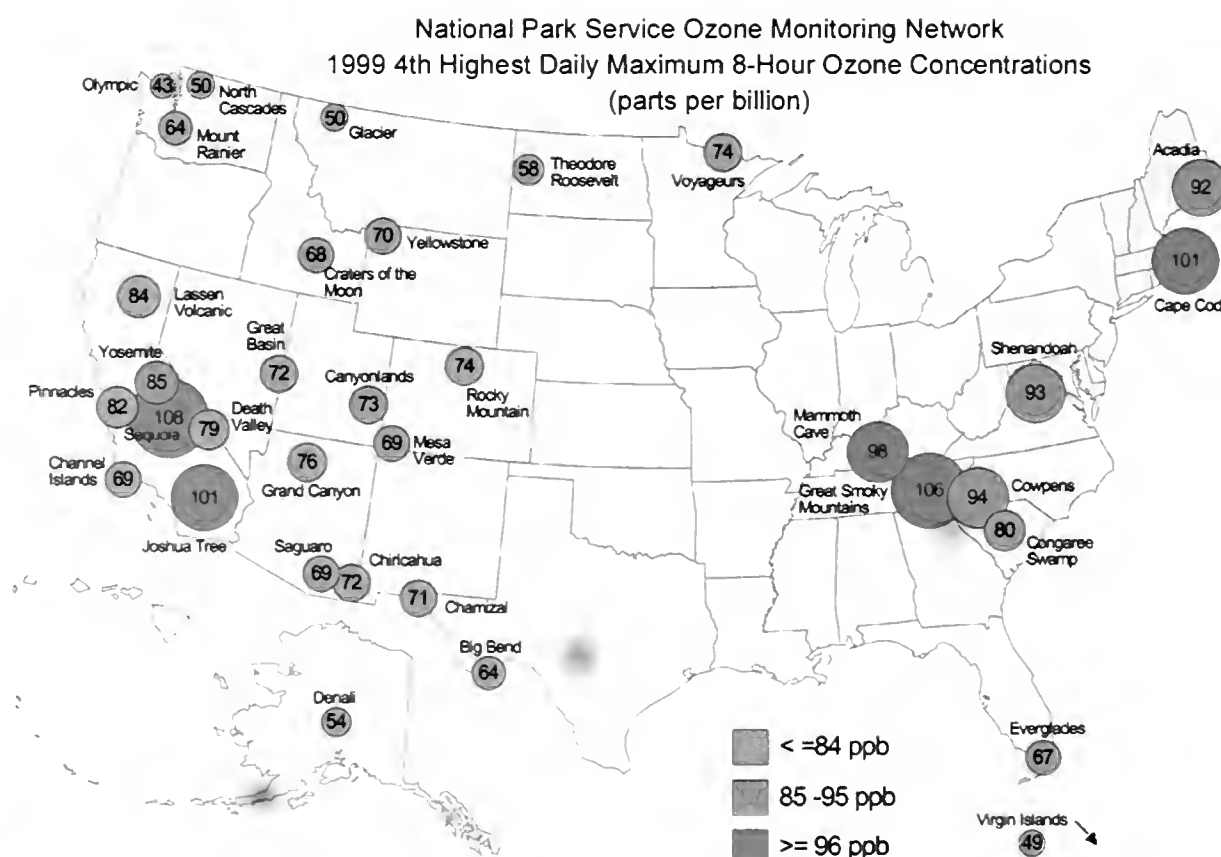 National Park Service Ozone Monitoring Network
1999 4th Highest Daily Maximum 8-Hour Ozone Concentrations
(parts per billion)
Olympic
43
50
North
Cascades
64
Mount
Rainier
50
Glacier
58
Theodore
Roosevelt
74
Voyageurs
Acadia
92
101
Cape Cod
70
Yellowstone
68
Craters of the
Moon
84
Lassen
Volcanic
Great
Basin
72
Yosemite
85
Pinnacles
82
108
Sequoia
79
Death
Valley
Canyonlands
73
74
Rocky
Mountain
69
Mesa
Verde
Channel
Islands
69
76
Grand Canyon
101
Joshua Tree
Saguaro
69
Chiricahua
72
71
Chamizal
Big Bend
64
Denali
54
Shenandoah
93
Mammoth
Cave
98
Great Smoky
Mountains
106
94
Cowpens
80
Congaree
Swamp
Everglades
67
Virgin Islands
49
< =84 ppb
85 -95 ppb
>= 96 ppb